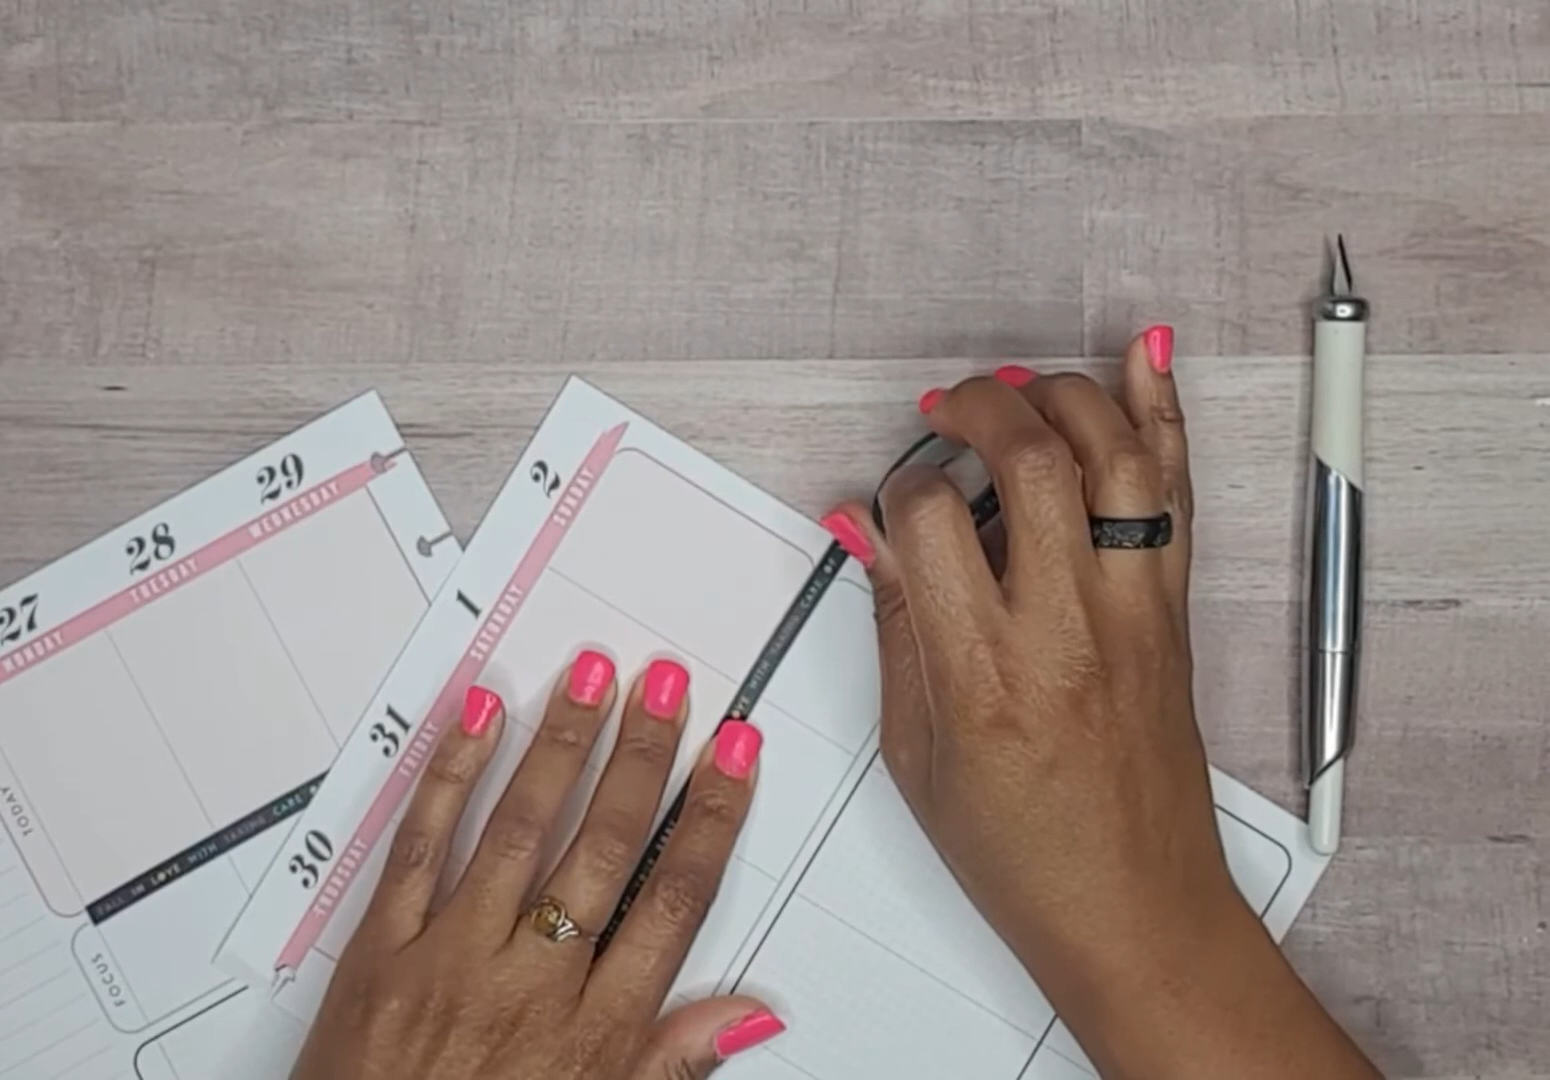 27
28
29
MONDAY
TUESDAY
WEDNESDAY
TODAY
FALL IN LOVE WITH TAKING CARE
FOCUS
30
31
1
2
THURSDAY
FRIDAY
SATURDAY
SUNDAY
WITH TAKING CARE OF